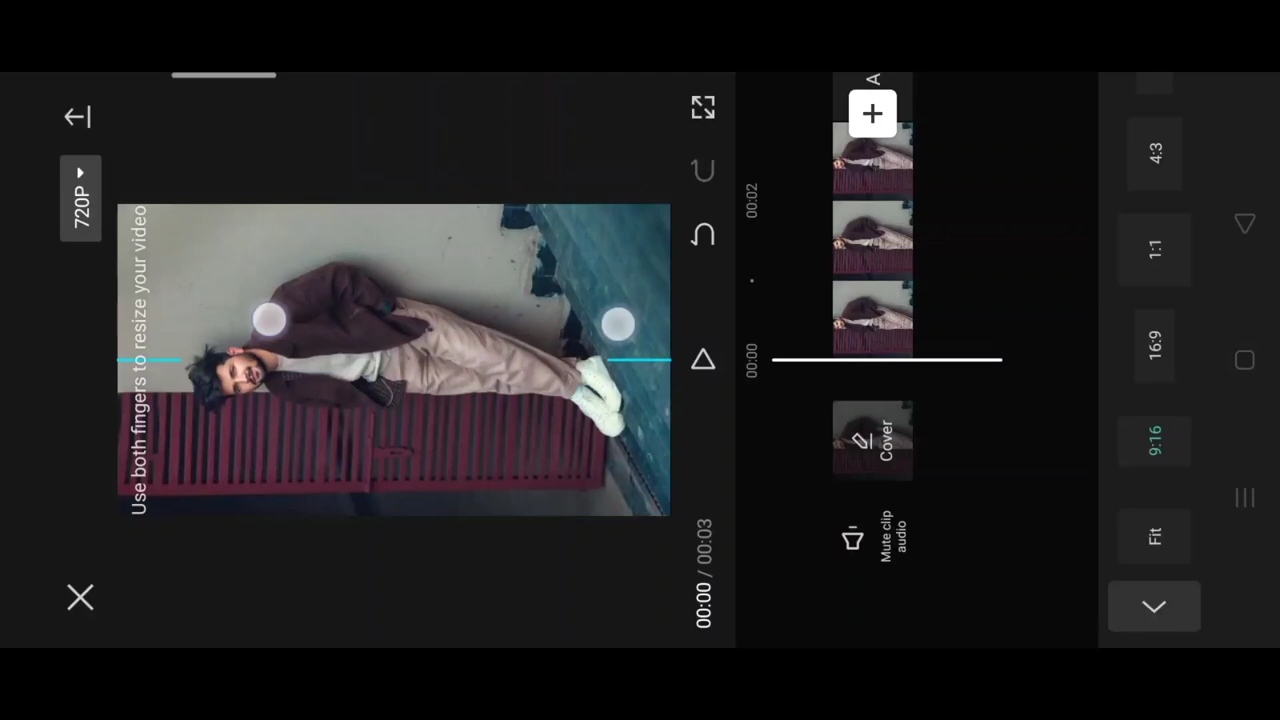 720P
Use both fingers to resize your video
00:00 / 00:03
00:00
00:02
Mute clip
audio
Cover
A
Fit
9:16
16:9
1:1
4:3